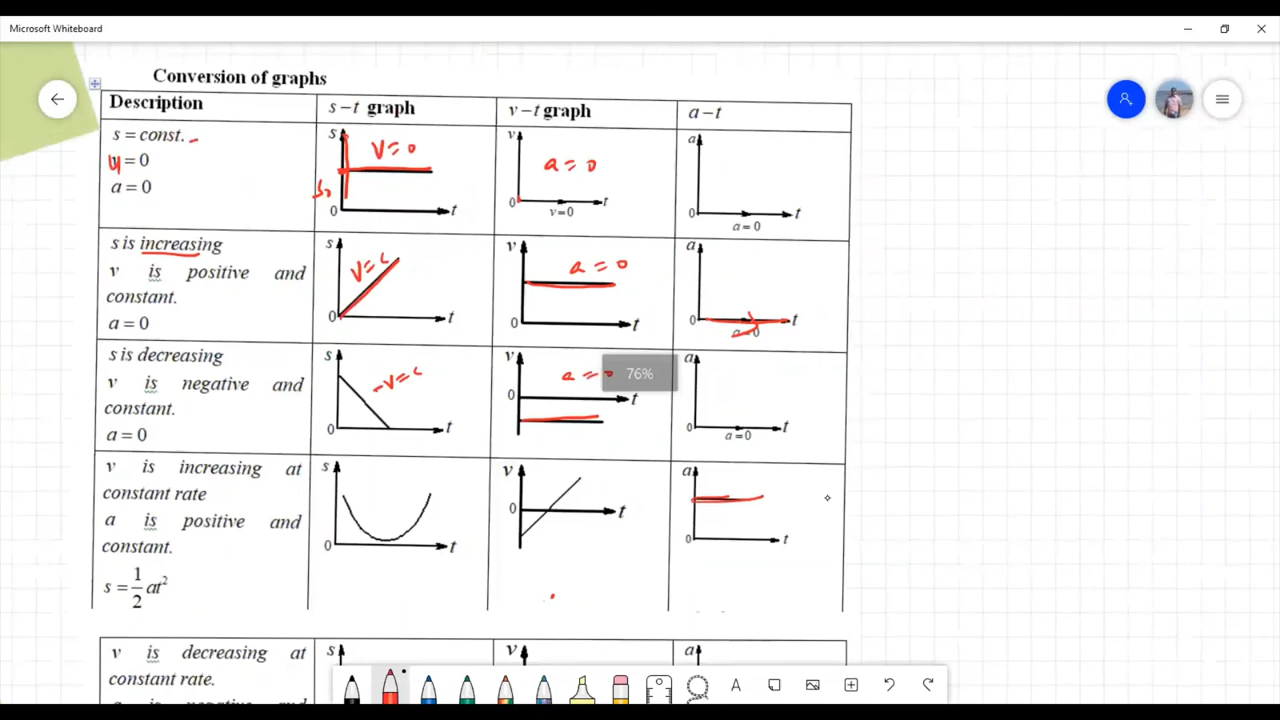 Microsoft Whiteboard
Conversion of graphs
Description
s – t graph
v – t graph
a – t
s = const.
v = 0
a = 0
s
V = 0
S0
0
t
v
a = 0
0
t
v = 0
a
0
t
a = 0
s is increasing
v is positive and
constant.
a = 0
s
V = c
0
t
v
a = 0
0
t
a
0
t
a = 0
s is decreasing
v is negative and
constant.
a = 0
s
-V = c
0
t
v
a = 0
76%
0
t
a
0
t
a = 0
v is increasing at
constant rate
a is positive and
constant.
s = 1/2 at²
s
0
t
v
0
t
a
0
t
v is decreasing at
constant rate.
s
v
a
A